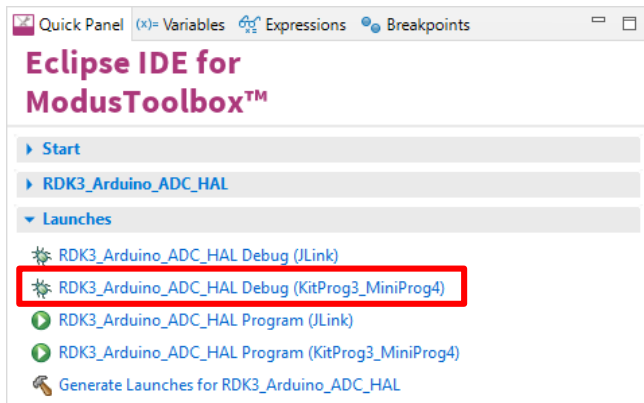 Quick Panel (x)= Variables Expressions Breakpoints
Eclipse IDE for
ModusToolbox™
Start
RDK3_Arduino_ADC_HAL
Launches
RDK3_Arduino_ADC_HAL Debug (JLink)
RDK3_Arduino_ADC_HAL Debug (KitProg3_MiniProg4)
RDK3_Arduino_ADC_HAL Program (JLink)
RDK3_Arduino_ADC_HAL Program (KitProg3_MiniProg4)
Generate Launches for RDK3_Arduino_ADC_HAL